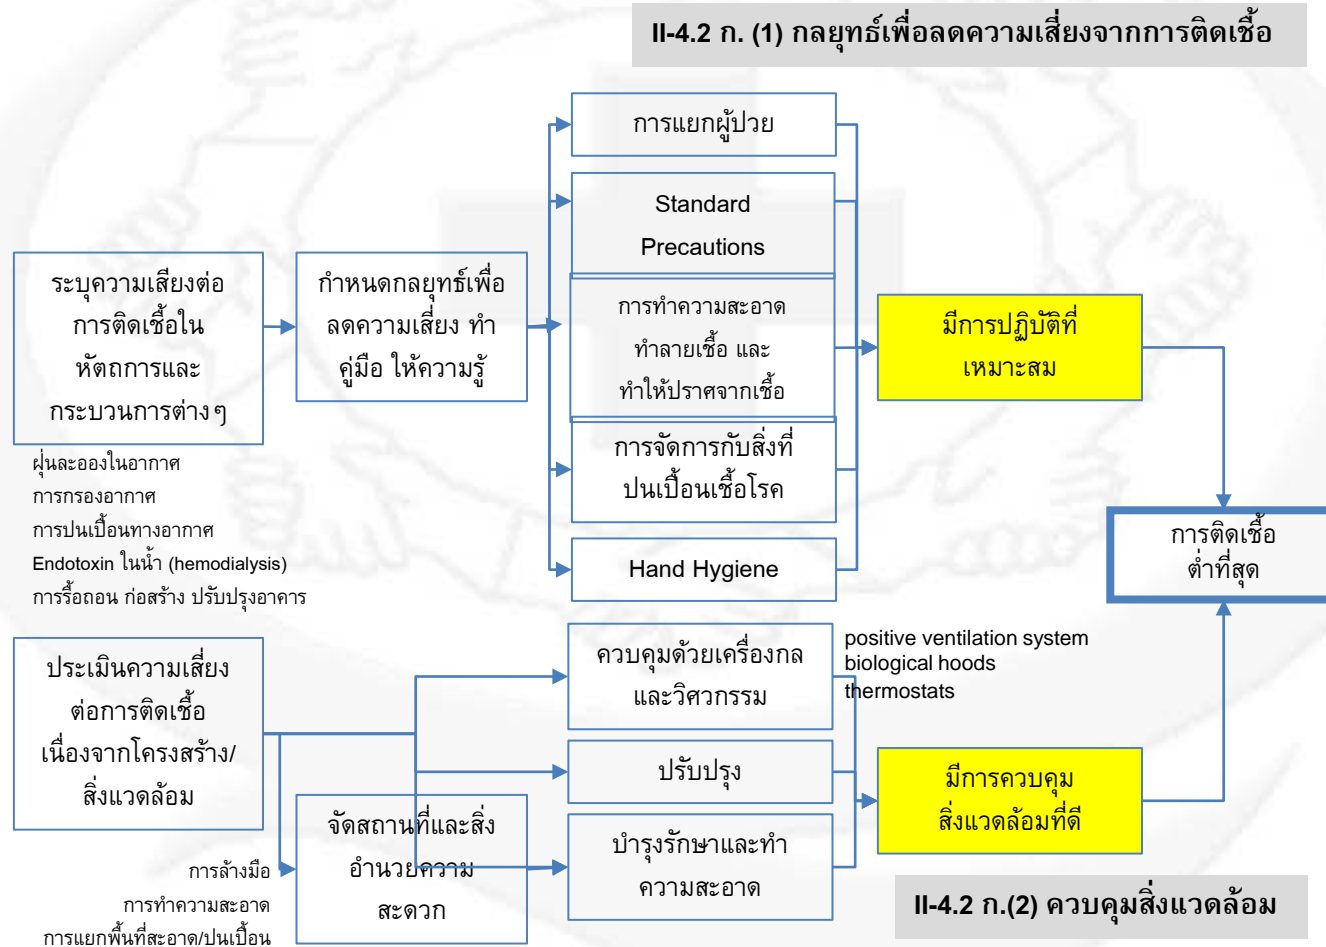 II-4.2 ก. (1) กลยุทธ์เพื่อลดความเสี่ยงจากการติดเชื้อ
ระบุความเสี่ยงต่อ
การติดเชื้อใน
หัตถการและ
กระบวนการต่างๆ
กำหนดกลยุทธ์เพื่อ
ลดความเสี่ยง ทำ
คู่มือ ให้ความรู้
การแยกผู้ป่วย
Standard
Precautions
การทำความสะอาด
ทำลายเชื้อ และ
ทำให้ปราศจากเชื้อ
การจัดการกับสิ่งที่
ปนเปื้อนเชื้อโรค
Hand Hygiene
มีการปฏิบัติที่
เหมาะสม
การติดเชื้อ
ต่ำที่สุด
ฝุ่นละอองในอากาศ
การกรองอากาศ
การปนเปื้อนทางอากาศ
Endotoxin ในน้ำ (hemodialysis)
การรื้อถอน ก่อสร้าง ปรับปรุงอาคาร
ประเมินความเสี่ยง
ต่อการติดเชื้อ
เนื่องจากโครงสร้าง/
สิ่งแวดล้อม
จัดสถานที่และสิ่ง
อำนวยความ
สะดวก
การล้างมือ
การทำความสะอาด
การแยกพื้นที่สะอาด/ปนเปื้อน
ควบคุมด้วยเครื่องกล
และวิศวกรรม
positive ventilation system
biological hoods
thermostats
ปรับปรุง
บำรุงรักษาและทำ
ความสะอาด
มีการควบคุม
สิ่งแวดล้อมที่ดี
II-4.2 ก.(2) ควบคุมสิ่งแวดล้อม